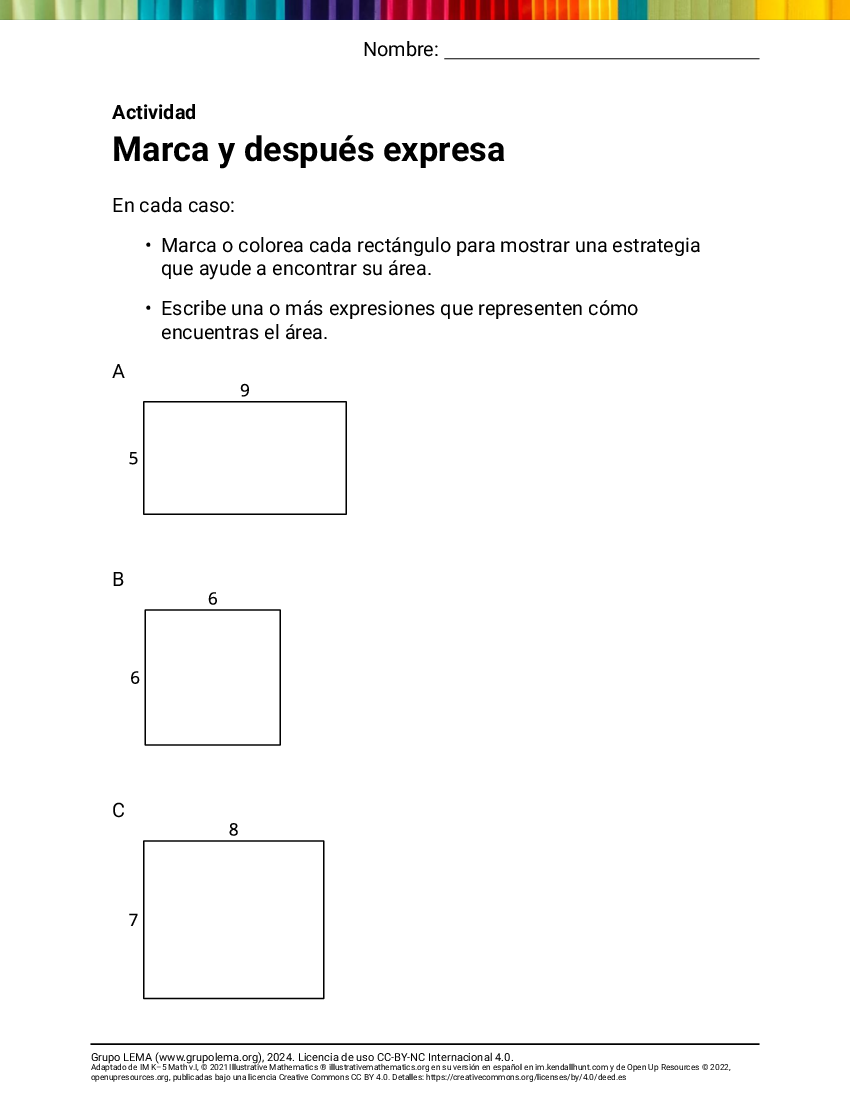 Nombre:
Actividad
Marca y después expresa
En cada caso:
• Marca o colorea cada rectángulo para mostrar una estrategia
que ayude a encontrar su área.
• Escribe una o más expresiones que representen cómo
encuentras el área.
A
9
5
B
6
6
C
8
7
Grupo LEMA (www.grupolema.org), 2024. Licencia de uso CC-BY-NC Internacional 4.0.
Adaptado de IM K–5 Math v.I, © 2021 Illustrative Mathematics ® illustrativemathematics.org en su versión en español en im.kendallhunt.com y de Open Up Resources © 2022,
openupresources.org, publicadas bajo una licencia Creative Commons CC BY 4.0. Detalles: https://creativecommons.org/licenses/by/4.0/deed.es